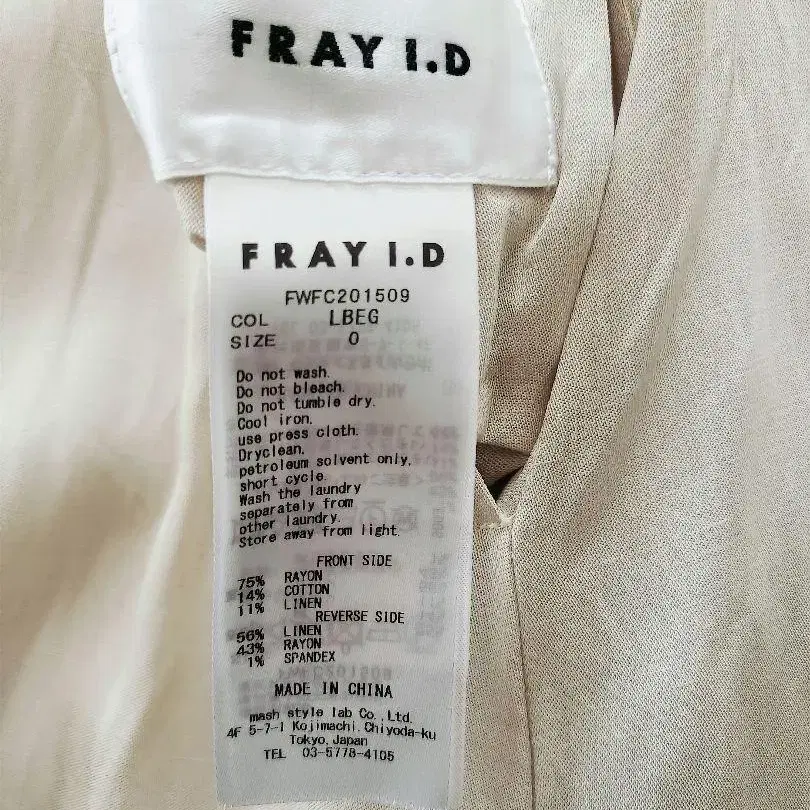 FRAY I.D
FRAY I.D
FWFC201509
COL LBEG
SIZE 0
Do not wash.
Do not bleach.
Do not tumble dry.
Cool iron.
use press cloth.
Dryclean.
petroleum solvent only,
short cycle.
Wash the laundry
separately from
other laundry.
Store away from light.
FRONT SIDE
75% RAYON
14% COTTON
11% LINEN
REVERSE SIDE
56% LINEN
43% RAYON
1% SPANDEX
MADE IN CHINA
mash style lab Co., Ltd.
4F 5-7-1 Kojimachi, Chiyoda-ku
Tokyo, Japan
TEL 03-5778-4105